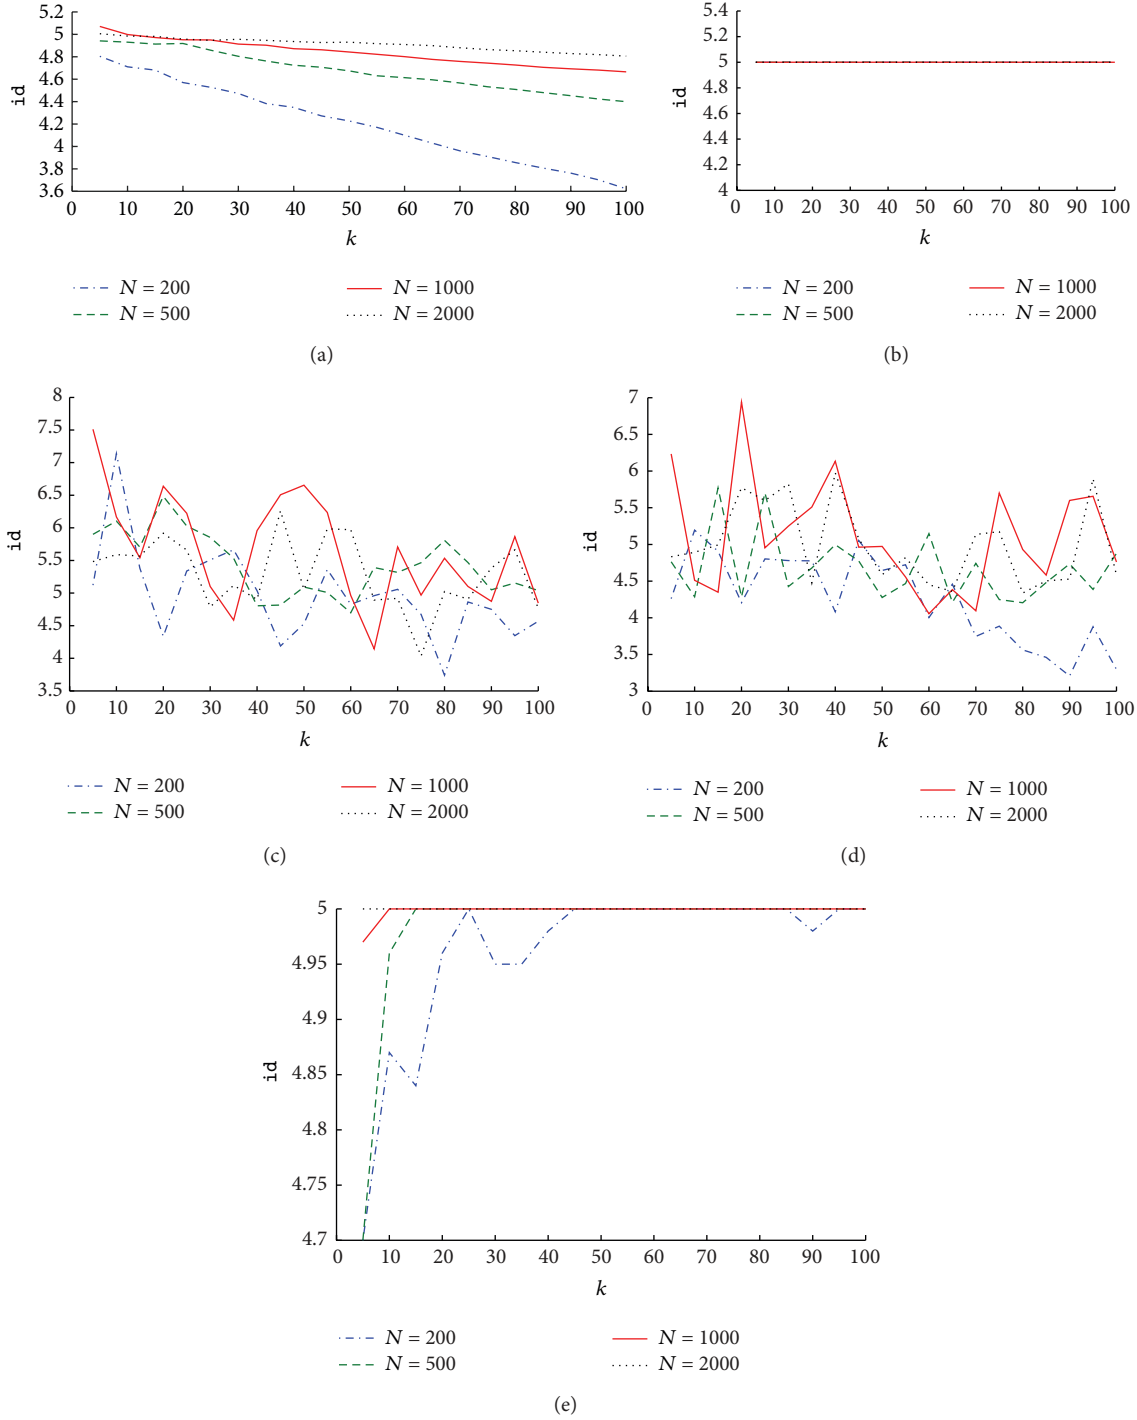 5.2
5
4.8
4.6
4.4
4.2
4
3.8
3.6
id
0 10 20 30 40 50 60 70 80 90 100
k
N = 200 N = 1000
N = 500 N = 2000
(a)
5.4
5.2
5
4.8
4.6
4.4
4.2
4
id
0 10 20 30 40 50 60 70 80 90 100
k
N = 200 N = 1000
N = 500 N = 2000
(b)
8
7.5
7
6.5
6
5.5
5
4.5
4
3.5
id
0 10 20 30 40 50 60 70 80 90 100
k
N = 200 N = 1000
N = 500 N = 2000
(c)
7
6.5
6
5.5
5
4.5
4
3.5
3
id
0 10 20 30 40 50 60 70 80 90 100
k
N = 200 N = 1000
N = 500 N = 2000
(d)
5
4.95
4.9
4.85
4.8
4.75
4.7
id
0 10 20 30 40 50 60 70 80 90 100
k
N = 200 N = 1000
N = 500 N = 2000
(e)